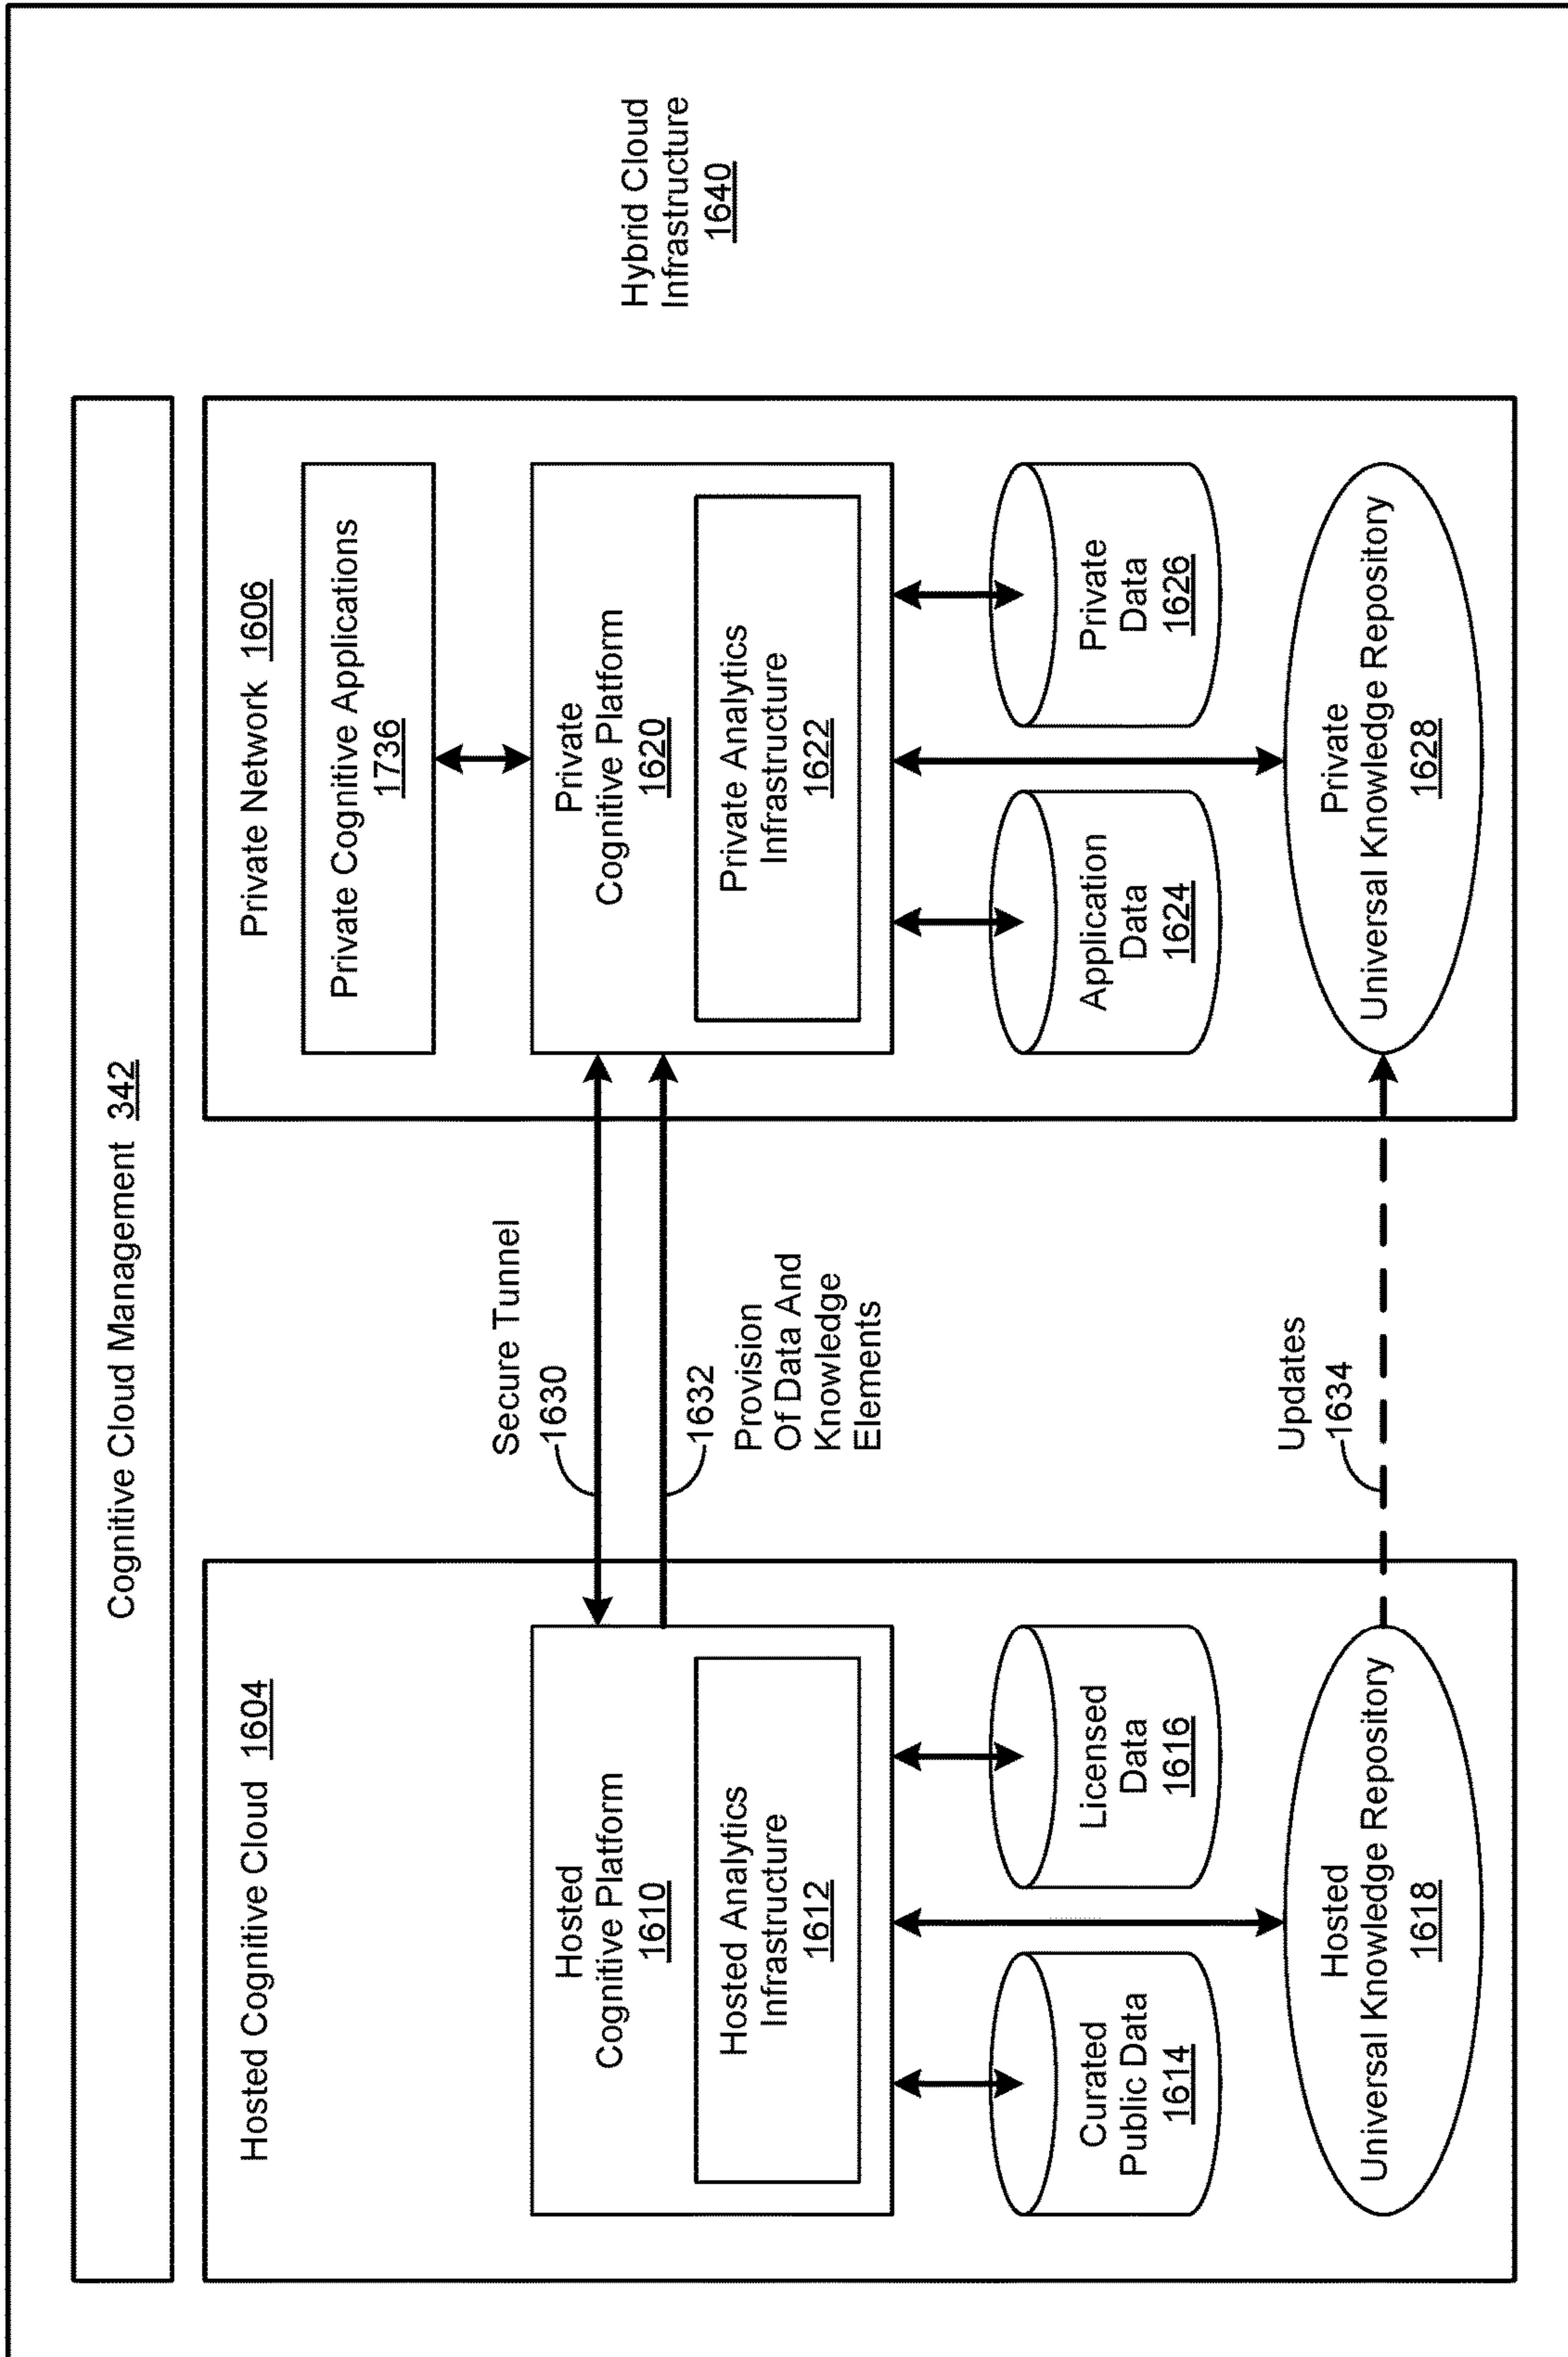 Cognitive Cloud Management 342
Hosted Cognitive Cloud 1604
Hosted
Cognitive Platform
1610
Hosted Analytics
Infrastructure
1612
Curated
Public Data
1614
Licensed
Data
1616
Hosted
Universal Knowledge Repository
1618
Secure Tunnel
1630
1632
Provision
Of Data And
Knowledge
Elements
Updates
1634
Private Network 1606
Private Cognitive Applications
1736
Private
Cognitive Platform
1620
Private Analytics
Infrastructure
1622
Application
Data
1624
Private
Data
1626
Private
Universal Knowledge Repository
1628
Hybrid Cloud
Infrastructure
1640